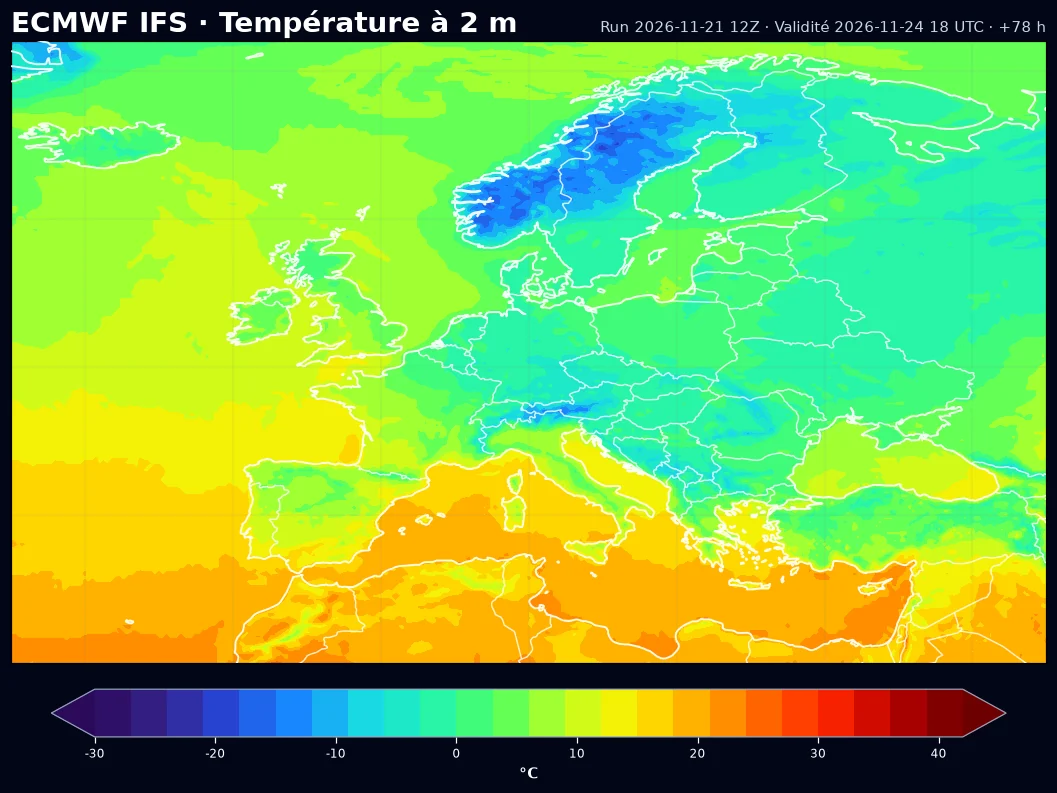 ECMWF IFS · Température à 2 m
Run 2026-11-21 12Z · Validité 2026-11-24 18 UTC · +78 h
-30 -20 -10 0 10 20 30 40
°C